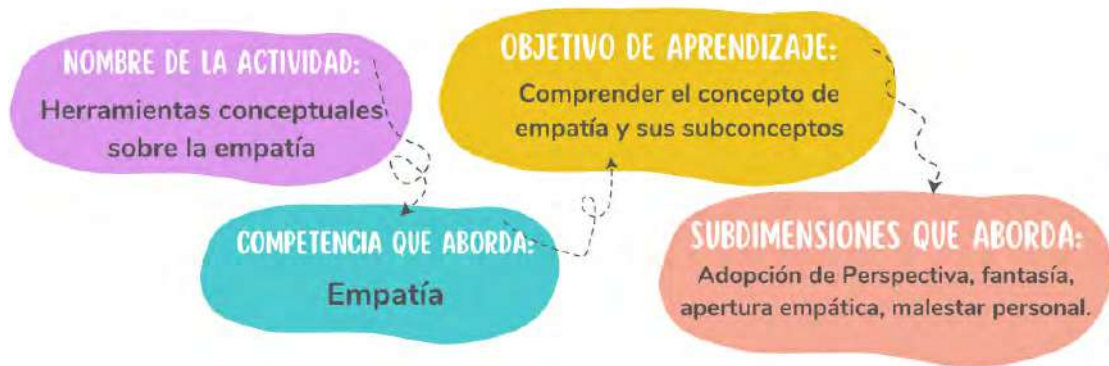 NOMBRE DE LA ACTIVIDAD:
Herramientas conceptuales
sobre la empatía
COMPETENCIA QUE ABORDA:
Empatía
OBJETIVO DE APRENDIZAJE:
Comprender el concepto de
empatía y sus subconceptos
SUBDIMENSIONES QUE ABORDA:
Adopción de Perspectiva, fantasía,
apertura empática, malestar personal.